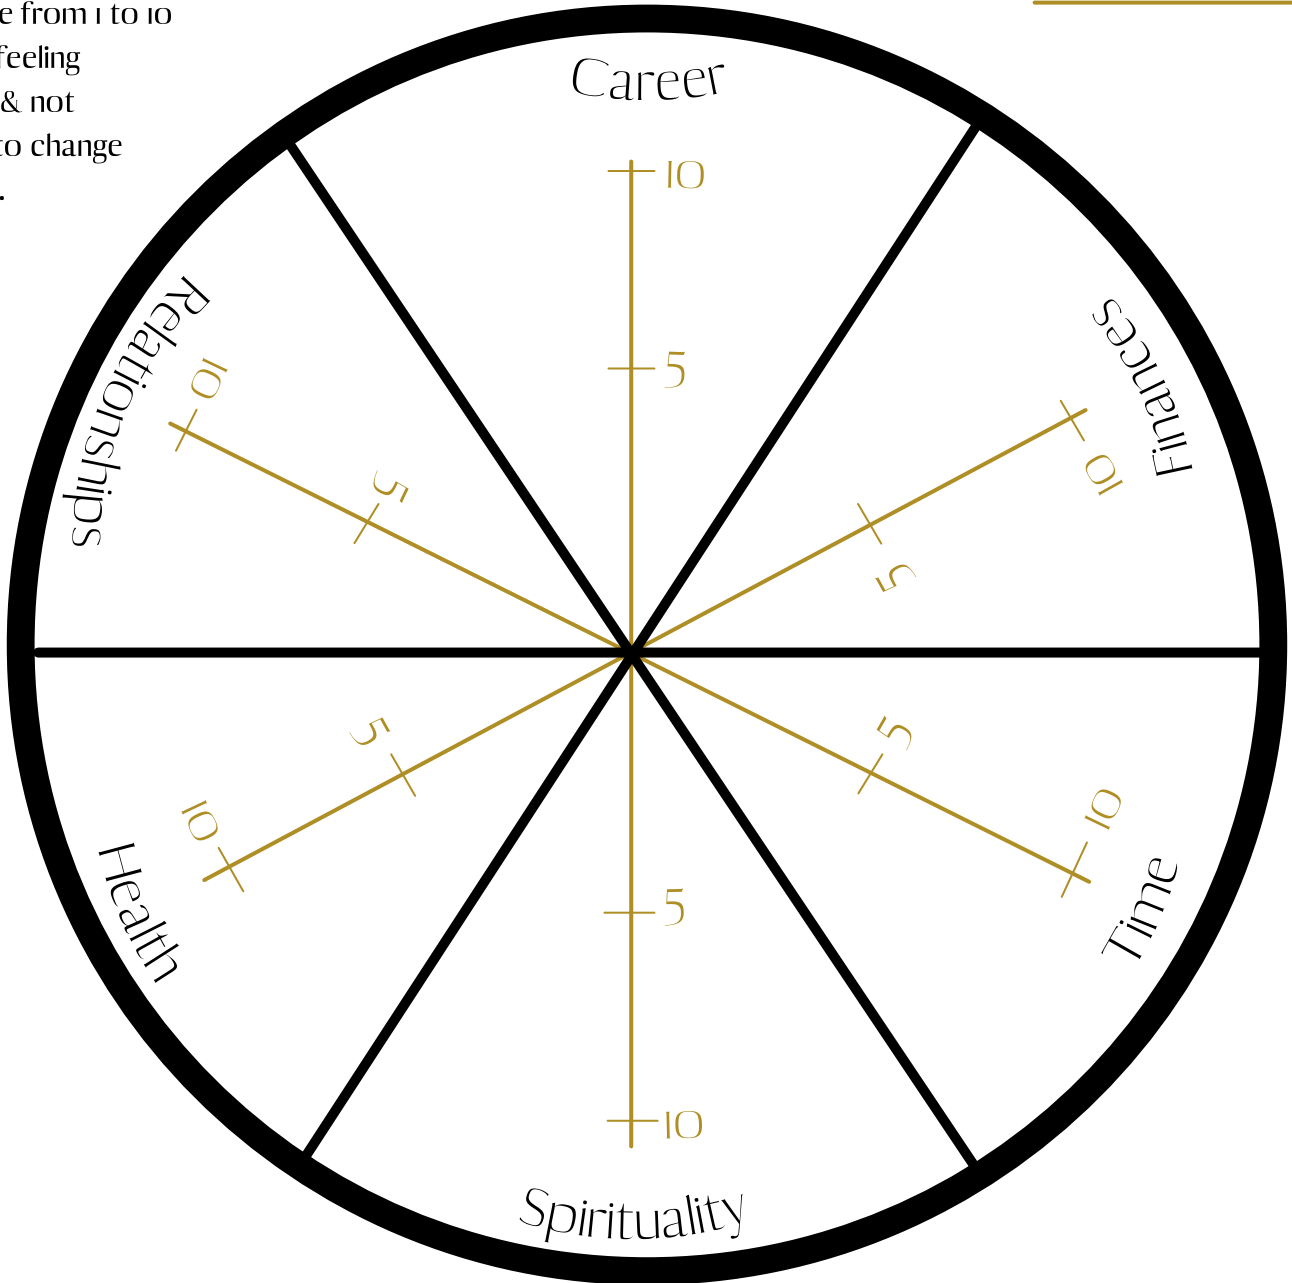 e from 1 to 10
feeling
& not
to change
.
Career
10
5
Relationships
10
5
Finances
10
5
Health
10
5
Time
10
5
5
10
Spirituality